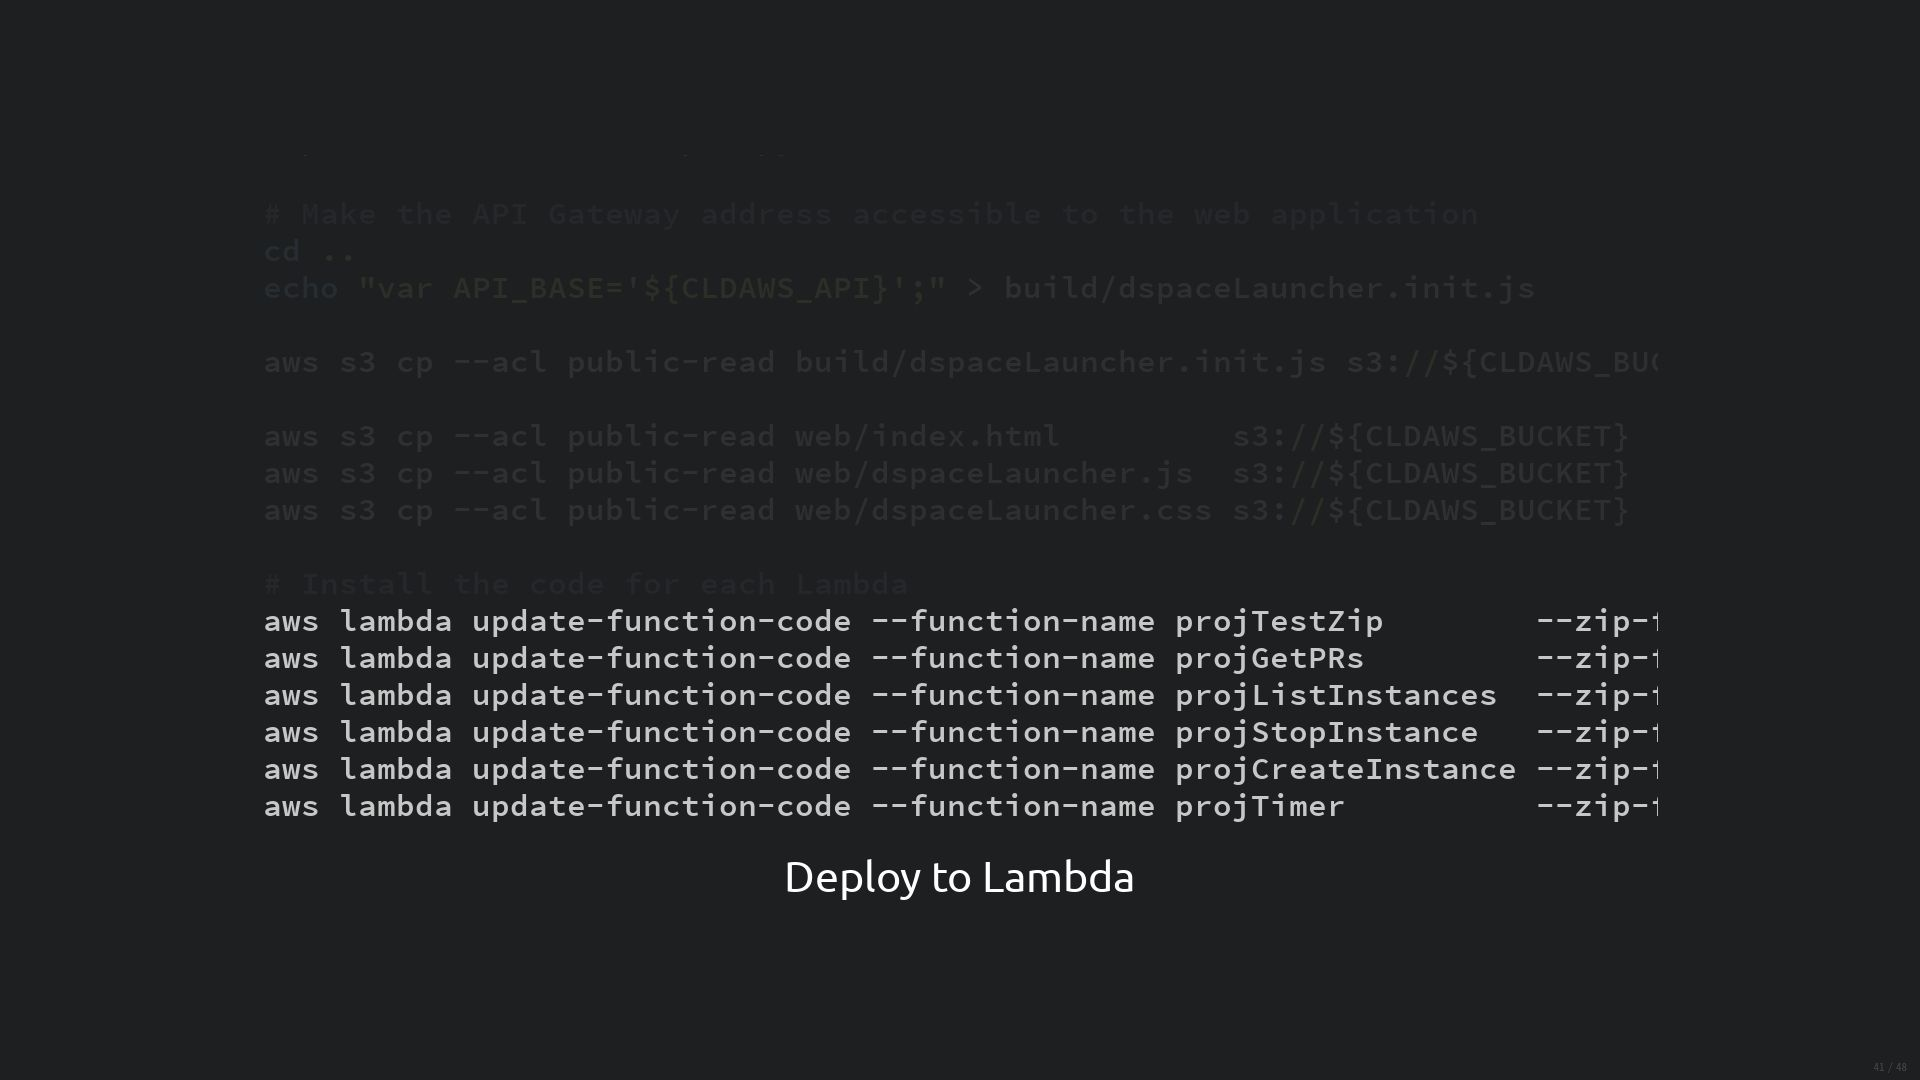 # Make the API Gateway address accessible to the web application
cd ..
echo "var API_BASE='${CLDAWS_API}';" > build/dspaceLauncher.init.js
aws s3 cp --acl public-read build/dspaceLauncher.init.js s3://${CLDAWS_BUC
aws s3 cp --acl public-read web/index.html         s3://${CLDAWS_BUCKET}
aws s3 cp --acl public-read web/dspaceLauncher.js  s3://${CLDAWS_BUCKET}
aws s3 cp --acl public-read web/dspaceLauncher.css s3://${CLDAWS_BUCKET}
# Install the code for each Lambda
aws lambda update-function-code --function-name projTestZip        --zip-f
aws lambda update-function-code --function-name projGetPRs         --zip-f
aws lambda update-function-code --function-name projListInstances  --zip-f
aws lambda update-function-code --function-name projStopInstance   --zip-f
aws lambda update-function-code --function-name projCreateInstance --zip-f
aws lambda update-function-code --function-name projTimer          --zip-f
Deploy to Lambda
41 / 48